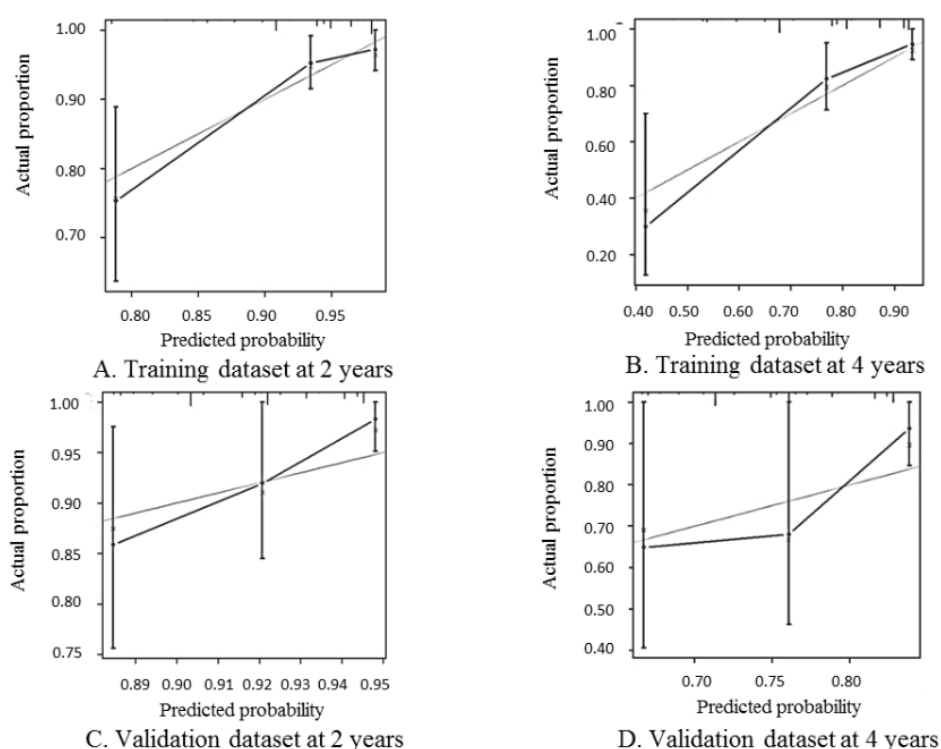 1.00
0.90
0.80
0.70
Actual proportion
0.80 0.85 0.90 0.95
Predicted probability
A. Training dataset at 2 years
1.00
0.80
0.60
0.40
0.20
Actual proportion
0.40 0.50 0.60 0.70 0.80 0.90
Predicted probability
B. Training dataset at 4 years
1.00
0.95
0.90
0.85
0.80
0.75
Actual proportion
0.89 0.90 0.91 0.92 0.93 0.94 0.95
Predicted probability
C. Validation dataset at 2 years
1.00
0.90
0.80
0.70
0.60
0.50
0.40
Actual proportion
0.70 0.75 0.80
Predicted probability
D. Validation dataset at 4 years